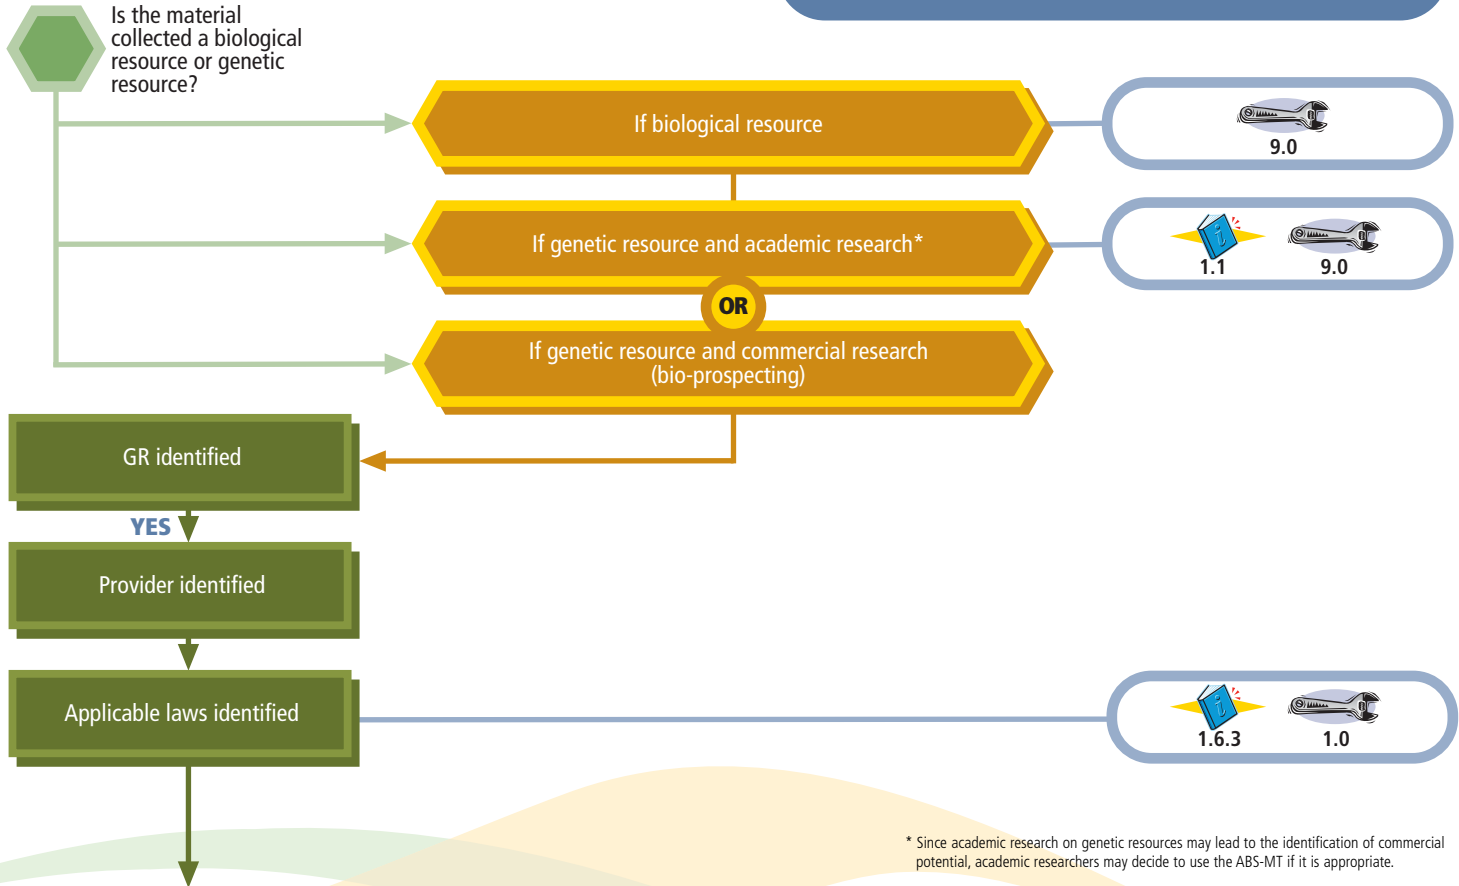 Is the material
collected a biological
resource or genetic
resource?
If biological resource
9.0
If genetic resource and academic research*
1.1
9.0
OR
If genetic resource and commercial research
(bio-prospecting)
GR identified
YES
Provider identified
Applicable laws identified
1.6.3
1.0
* Since academic research on genetic resources may lead to the identification of commercial
potential, academic researchers may decide to use the ABS-MT if it is appropriate.